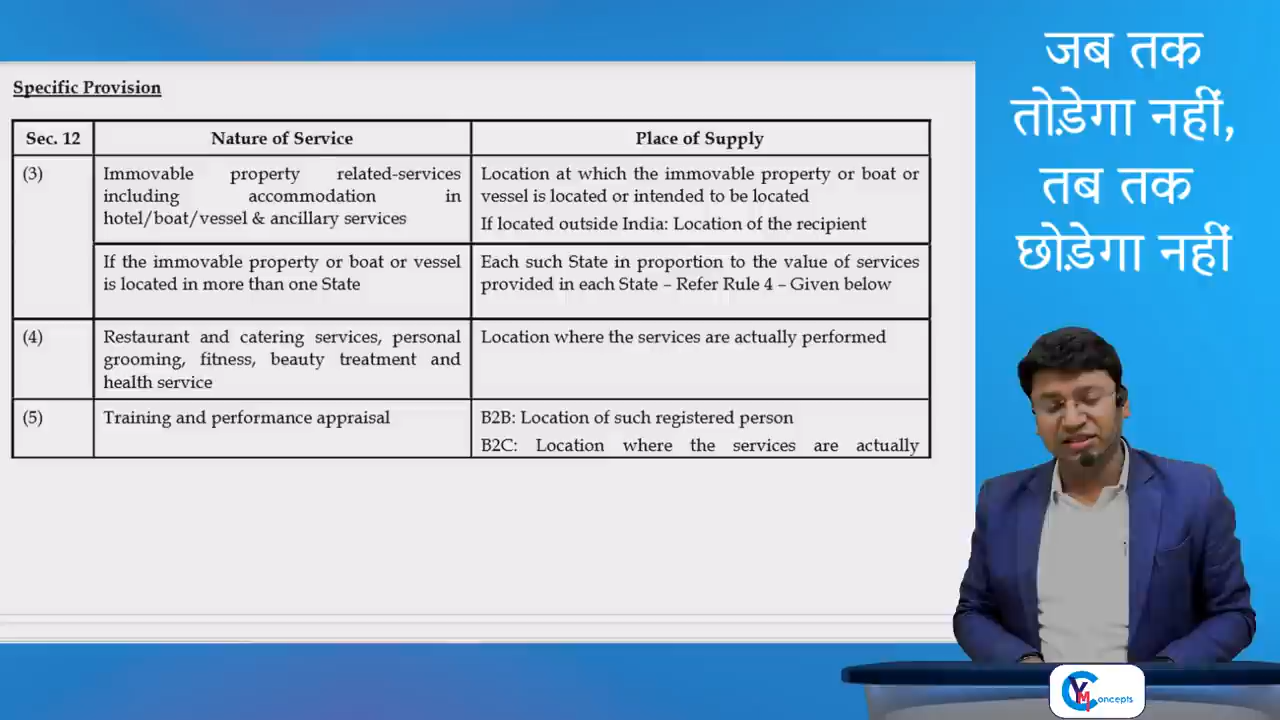 Specific Provision
Sec. 12
Nature of Service
Place of Supply
(3)
Immovable property related-services
including accommodation in
hotel/boat/vessel & ancillary services
Location at which the immovable property or boat or
vessel is located or intended to be located
If located outside India: Location of the recipient
If the immovable property or boat or vessel
is located in more than one State
Each such State in proportion to the value of services
provided in each State – Refer Rule 4 – Given below
(4)
Restaurant and catering services, personal
grooming, fitness, beauty treatment and
health service
Location where the services are actually performed
(5)
Training and performance appraisal
B2B: Location of such registered person
B2C: Location where the services are actually
जब तक
तोड़ेगा नहीं,
तब तक
छोड़ेगा नहीं
YM Concepts